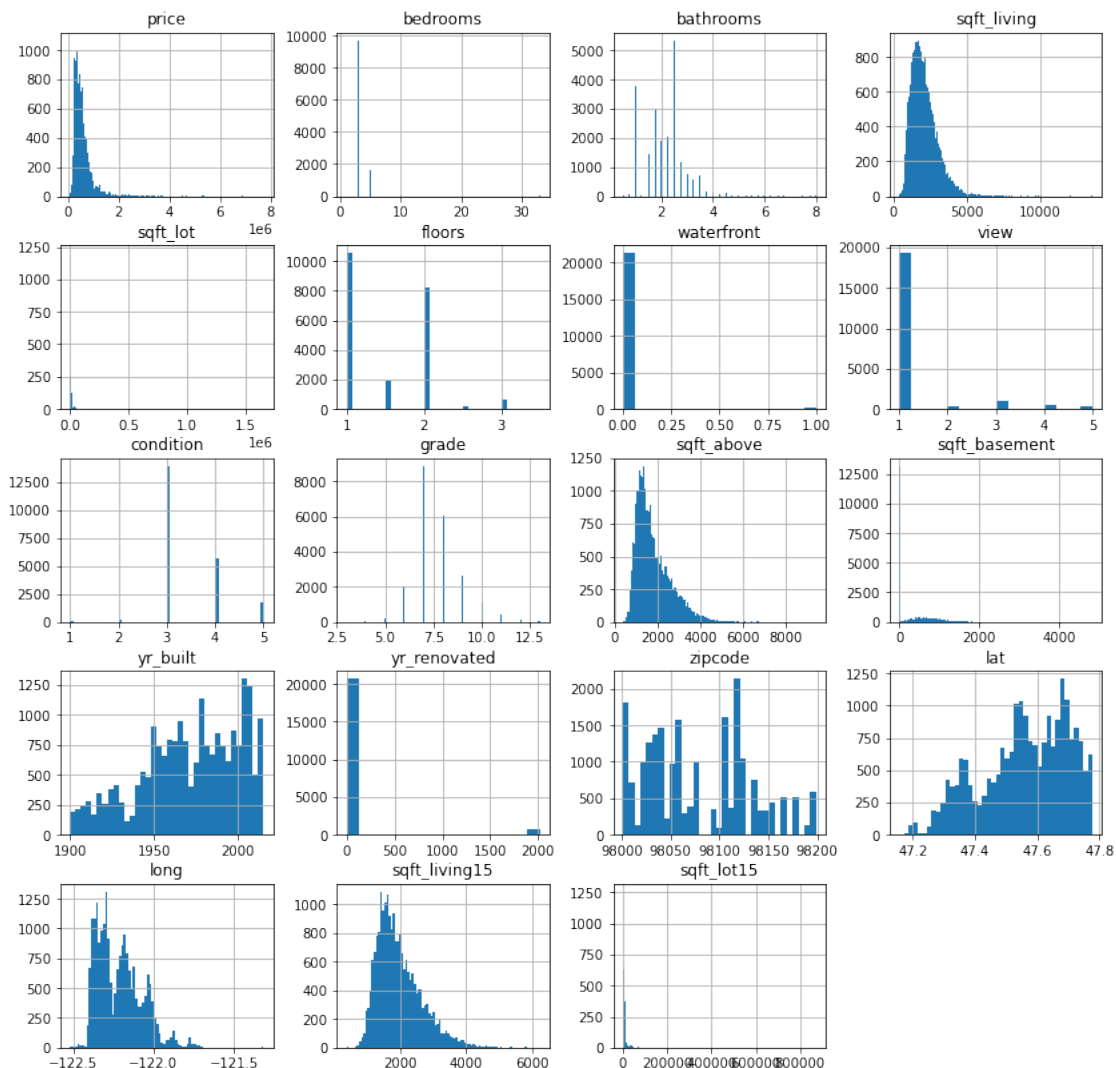 price
1000
800
600
400
200
0
0 2 4 6 8
1e6
bedrooms
10000
8000
6000
4000
2000
0
0 10 20 30
bathrooms
5000
4000
3000
2000
1000
0
2 4 6 8
sqft_living
800
600
400
200
0
0 5000 10000
sqft_lot
1250
1000
750
500
250
0
0.0 0.5 1.0 1.5
1e6
floors
10000
8000
6000
4000
2000
0
1 2 3
waterfront
20000
15000
10000
5000
0
0.00 0.25 0.50 0.75 1.00
view
20000
15000
10000
5000
0
1 2 3 4 5
condition
12500
10000
7500
5000
2500
0
1 2 3 4 5
grade
8000
6000
4000
2000
0
2.5 5.0 7.5 10.0 12.5
sqft_above
1250
1000
750
500
250
0
0 2000 4000 6000 8000
sqft_basement
12500
10000
7500
5000
2500
0
0 2000 4000
yr_built
1250
1000
750
500
250
0
1900 1950 2000
yr_renovated
20000
15000
10000
5000
0
0 500 1000 1500 2000
zipcode
2000
1500
1000
500
0
98000 98050 98100 98150 98200
lat
1250
1000
750
500
250
0
47.2 47.4 47.6 47.8
long
1250
1000
750
500
250
0
−122.5 −122.0 −121.5
sqft_living15
1000
800
600
400
200
0
2000 4000 6000
sqft_lot15
1250
1000
750
500
250
0
0 200000 400000 600000 800000